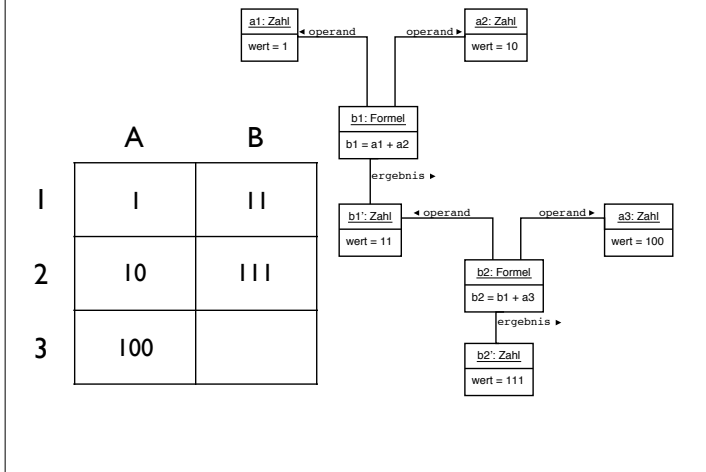 a1: Zahl
wert = 1
◄ operand
operand ►
a2: Zahl
wert = 10
b1: Formel
b1 = a1 + a2
ergebnis ►
b1': Zahl
wert = 11
◄ operand
operand ►
a3: Zahl
wert = 100
b2: Formel
b2 = b1 + a3
ergebnis ►
b2': Zahl
wert = 111
A B
1 1 11
2 10 111
3 100